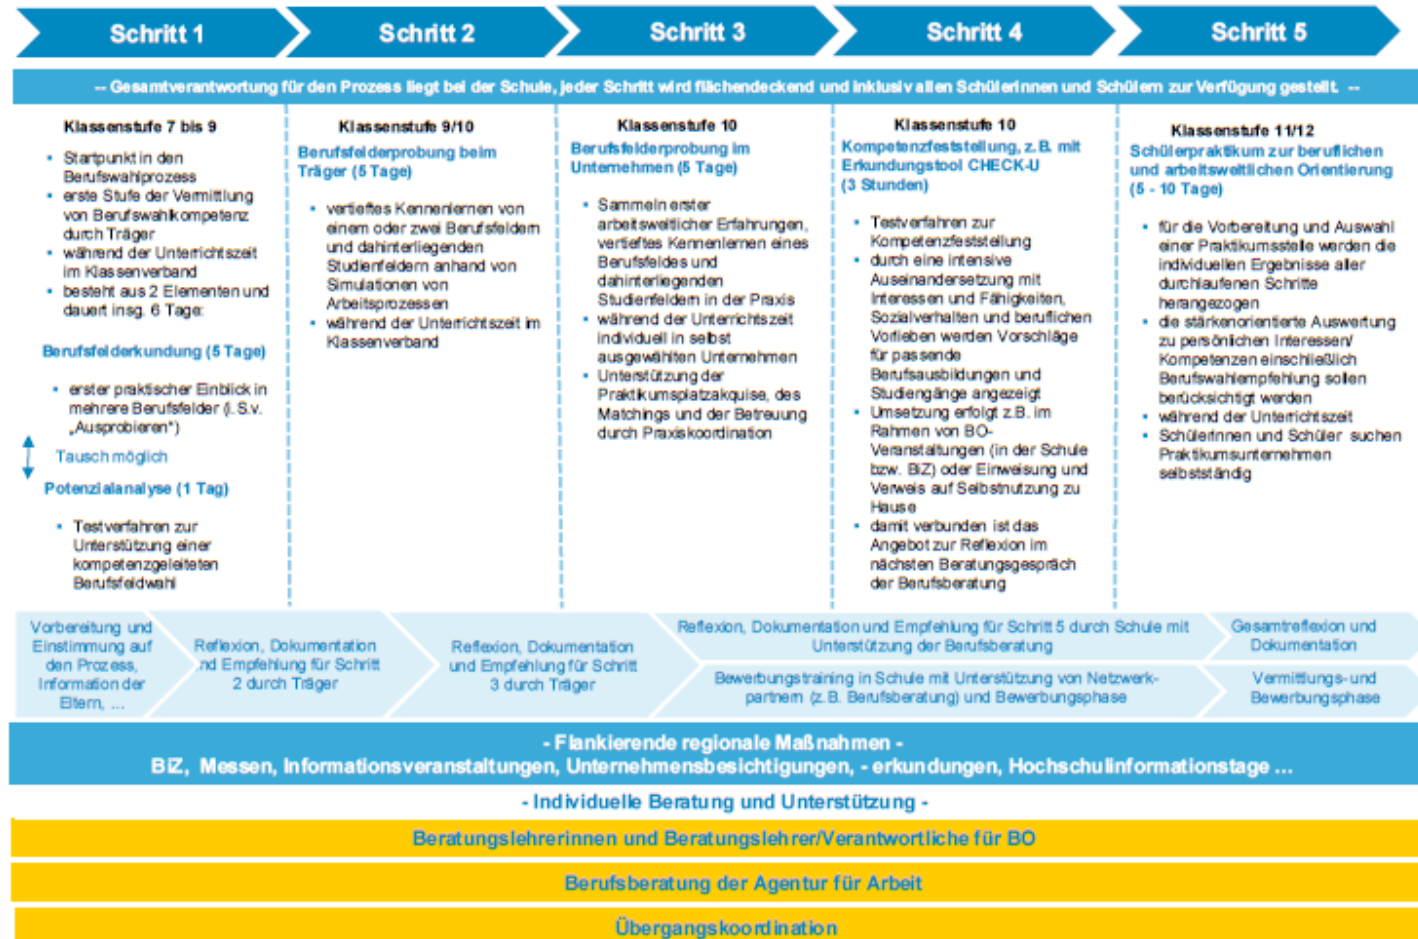 Schritt 1
Schritt 2
Schritt 3
Schritt 4
Schritt 5
-- Gesamtverantwortung für den Prozess liegt bei der Schule, jeder Schritt wird flächendeckend und inklusiv allen Schülerinnen und Schülern zur Verfügung gestellt. --
Klassenstufe 7 bis 9
• Startpunkt in den
Berufswahlprozess
• erste Stufe der Vermittlung
von Berufswahlkompetenz
durch Träger
• während der Unterrichtszeit
im Klassenverband
• besteht aus 2 Elementen und
dauert insg. 6 Tage:
Berufsfelderkundung (5 Tage)
• erster praktischer Einblick in
mehrere Berufsfelder (i. S.v.
„Ausprobieren“)
Tausch möglich
Potenzialanalyse (1 Tag)
• Testverfahren zur
Unterstützung einer
kompetenzgeleiteten
Berufsfeldwahl
Klassenstufe 9/10
Berufsfelderprobung beim
Träger (5 Tage)
• vertieftes Kennenlernen von
einem oder zwei Berufsfeldern
und dahinterliegenden
Studienfeldern anhand von
Simulationen von
Arbeitsprozessen
• während der Unterrichtszeit im
Klassenverband
Klassenstufe 10
Berufsfelderprobung im
Unternehmen (5 Tage)
• Sammeln erster
arbeitsweltlicher Erfahrungen,
vertieftes Kennenlernen eines
Berufsfeldes und
dahinterliegenden
Studienfeldern in der Praxis
• während der Unterrichtszeit
individuell in selbst
ausgewählten Unternehmen
• Unterstützung der
Praktikumsplatzakquise, des
Matchings und der Betreuung
durch Praxiskoordination
Klassenstufe 10
Kompetenzfeststellung, z.B. mit
Erkundungstool CHECK-U
(3 Stunden)
• Testverfahren zur
Kompetenzfeststellung
• durch eine intensive
Auseinandersetzung mit
Interessen und Fähigkeiten,
Sozialverhalten und beruflichen
Vorlieben werden Vorschläge
für passende
Berufsausbildungen und
Studiengänge angezeigt
• Umsetzung erfolgt z.B. im
Rahmen von BO-
Veranstaltungen (in der Schule
bzw. BiZ) oder Einweisung und
Verweis auf Selbstnutzung zu
Hause
• damit verbunden ist das
Angebot zur Reflexion im
nächsten Beratungsgespräch
der Berufsberatung
Klassenstufe 11/12
Schülerpraktikum zur beruflichen
und arbeitsweltlichen Orientierung
(5 - 10 Tage)
• für die Vorbereitung und Auswahl
einer Praktikumsstelle werden die
individuellen Ergebnisse aller
durchlaufenen Schritte
herangezogen
• die stärkenorientierte Auswertung
zu persönlichen Interessen/
Kompetenzen einschließlich
Berufswahlempfehlung sollen
berücksichtigt werden
• während der Unterrichtszeit
• Schülerinnen und Schüler suchen
Praktikumsunternehmen
selbstständig
Vorbereitung und
Einstimmung auf
den Prozess,
Information der
Eltern, ...
Reflexion, Dokumentation
und Empfehlung für Schritt
2 durch Träger
Reflexion, Dokumentation
und Empfehlung für Schritt
3 durch Träger
Reflexion, Dokumentation und Empfehlung für Schritt 5 durch Schule mit
Unterstützung der Berufsberatung
Gesamtreflexion und
Dokumentation
Bewerbungstraining in Schule mit Unterstützung von Netzwerk-
partnern (z.B. Berufsberatung) und Bewerbungsphase
Vermittlungs- und
Bewerbungsphase
- Flankierende regionale Maßnahmen -
BiZ, Messen, Informationsveranstaltungen, Unternehmensbesichtigungen, - erkundungen, Hochschulinformationstage ...
- Individuelle Beratung und Unterstützung -
Beratungslehrerinnen und Beratungslehrer/Verantwortliche für BO
Berufsberatung der Agentur für Arbeit
Übergangskoordination